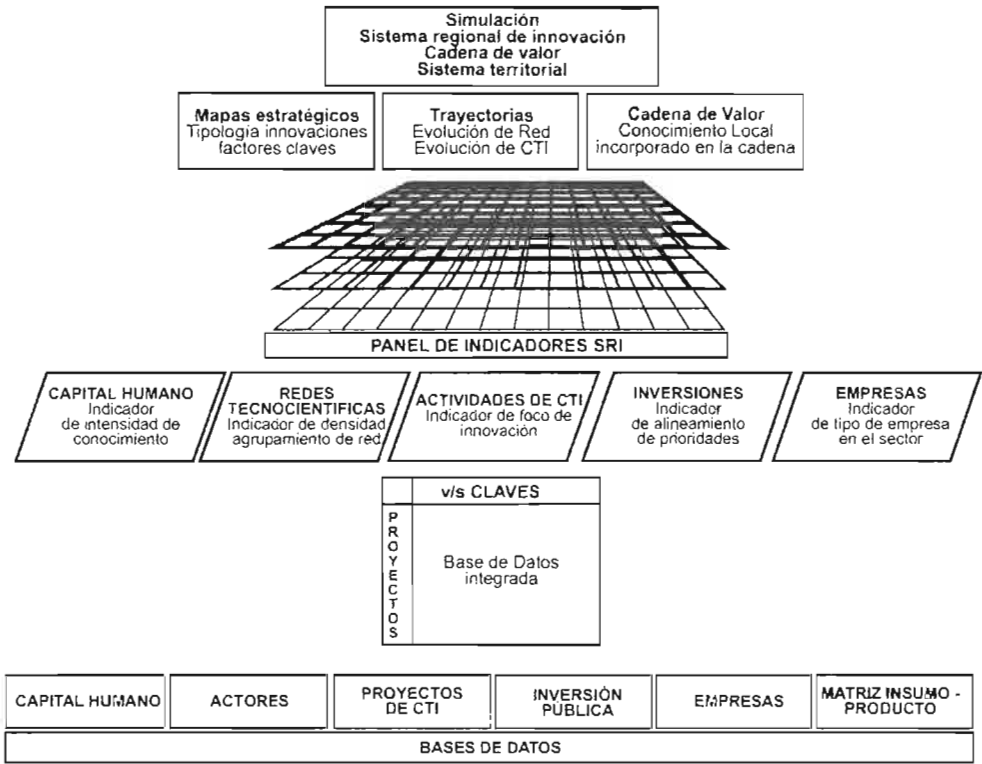 Simulación
Sistema regional de innovación
Cadena de valor
Sistema territorial
Mapas estratégicos
Tipología innovaciones
factores claves
Trayectorias
Evolución de Red
Evolución de CTI
Cadena de Valor
Conocimiento Local
incorporado en la cadena
PANEL DE INDICADORES SRI
CAPITAL HUMANO
Indicador
de intensidad de
conocimiento
REDES
TECNOCIENTIFICAS
Indicador de densidad
agrupamiento de red
ACTIVIDADES DE CTI
Indicador de foco de
innovación
INVERSIONES
Indicador
de alineamiento
de prioridades
EMPRESAS
Indicador
de tipo de empresa
en el sector
v/s CLAVES
PROYECTOS
Base de Datos
integrada
CAPITAL HUMANO
ACTORES
PROYECTOS
DE CTI
INVERSIÓN
PÚBLICA
EMPRESAS
MATRIZ INSUMO -
PRODUCTO
BASES DE DATOS